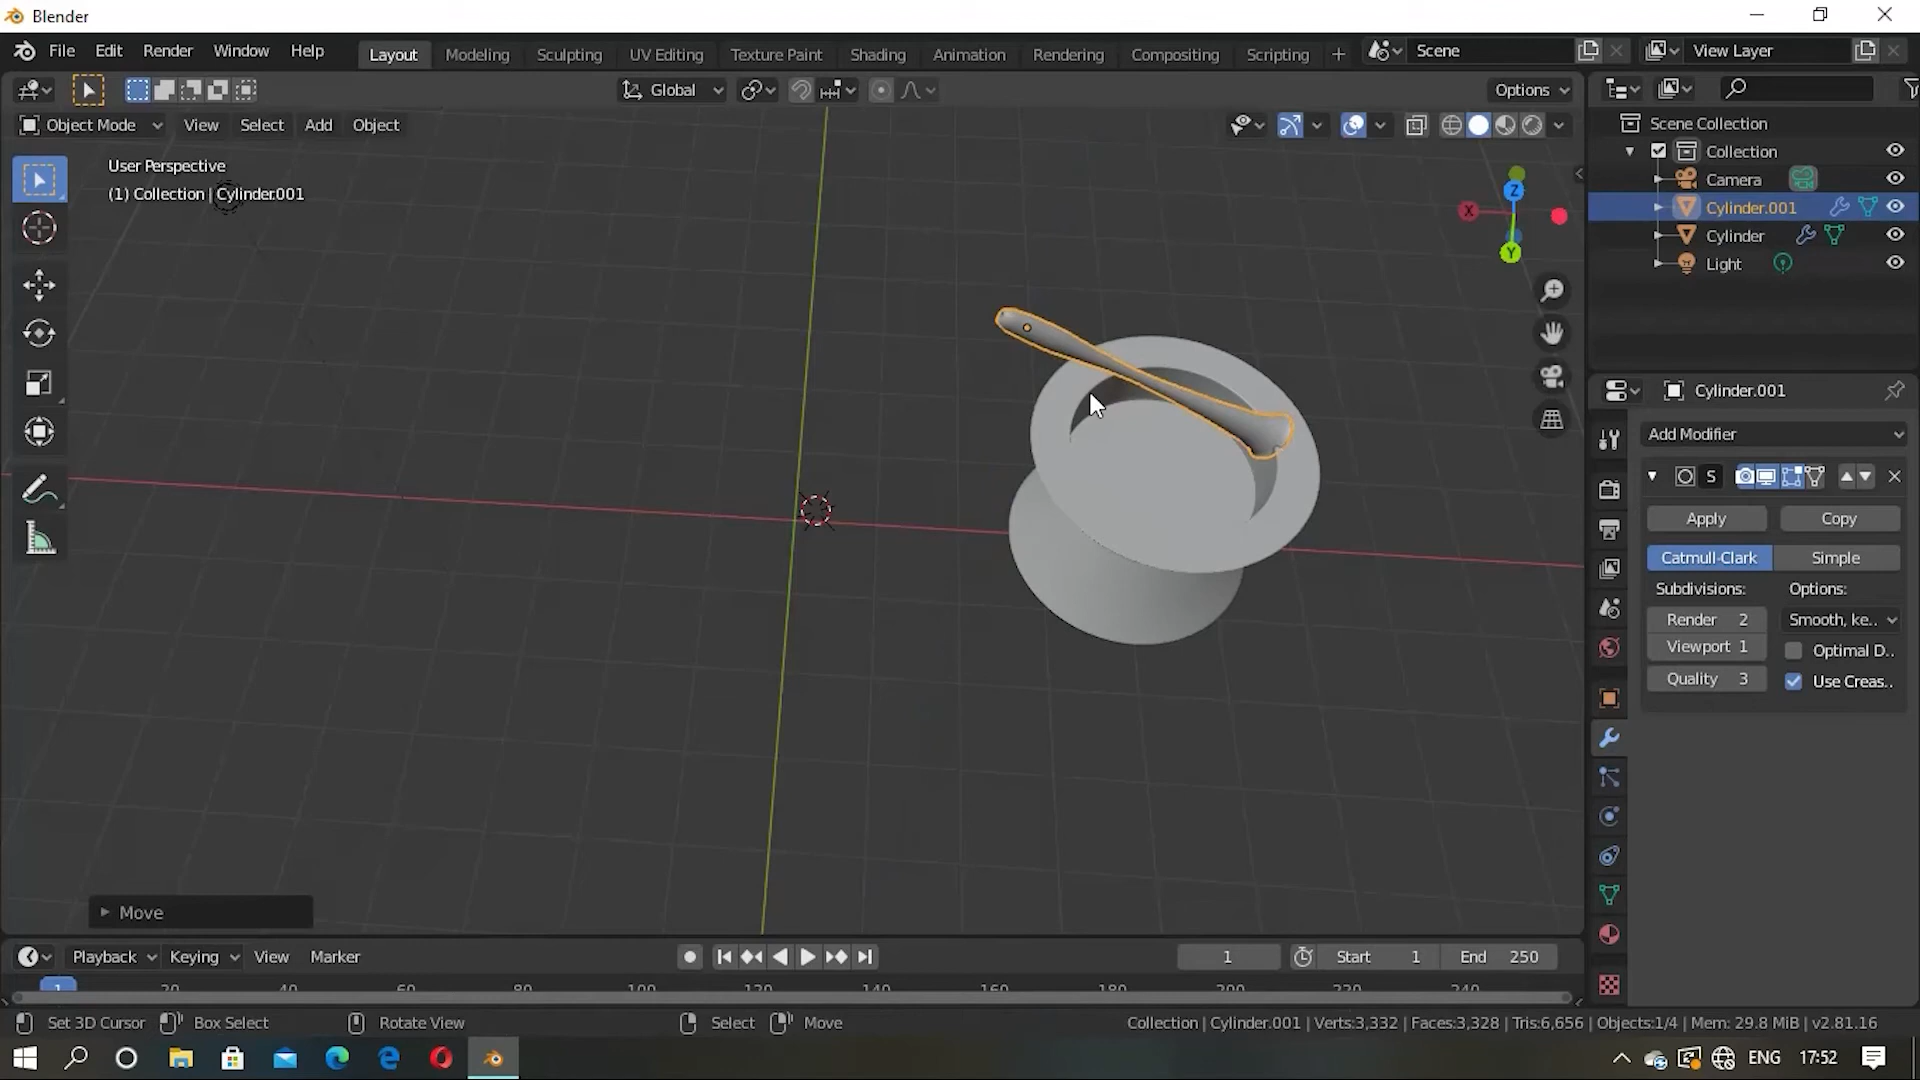 Blender
File Edit Render Window Help Layout Modeling Sculpting UV Editing Texture Paint Shading Animation Rendering Compositing Scripting + Scene View Layer
Global Options
Object Mode View Select Add Object
User Perspective
(1) Collection | Cylinder.001
Z
X
Y
Scene Collection
Collection
Camera
Cylinder.001
Cylinder
Light
Cylinder.001
Add Modifier
S
Apply Copy
Catmull-Clark Simple
Subdivisions: Options:
Render 2 Smooth, ke..
Viewport 1 Optimal D..
Quality 3 Use Creas..
Move
Playback Keying View Marker 1 Start 1 End 250
1 20 40 60 80 100 120 140 160 180 200 220 240
Set 3D Cursor Box Select Rotate View Select Move Collection | Cylinder.001 | Verts:3,332 | Faces:3,328 | Tris:6,656 | Objects:1/4 | Mem: 29.8 MiB | v2.81.16
ENG 17:52